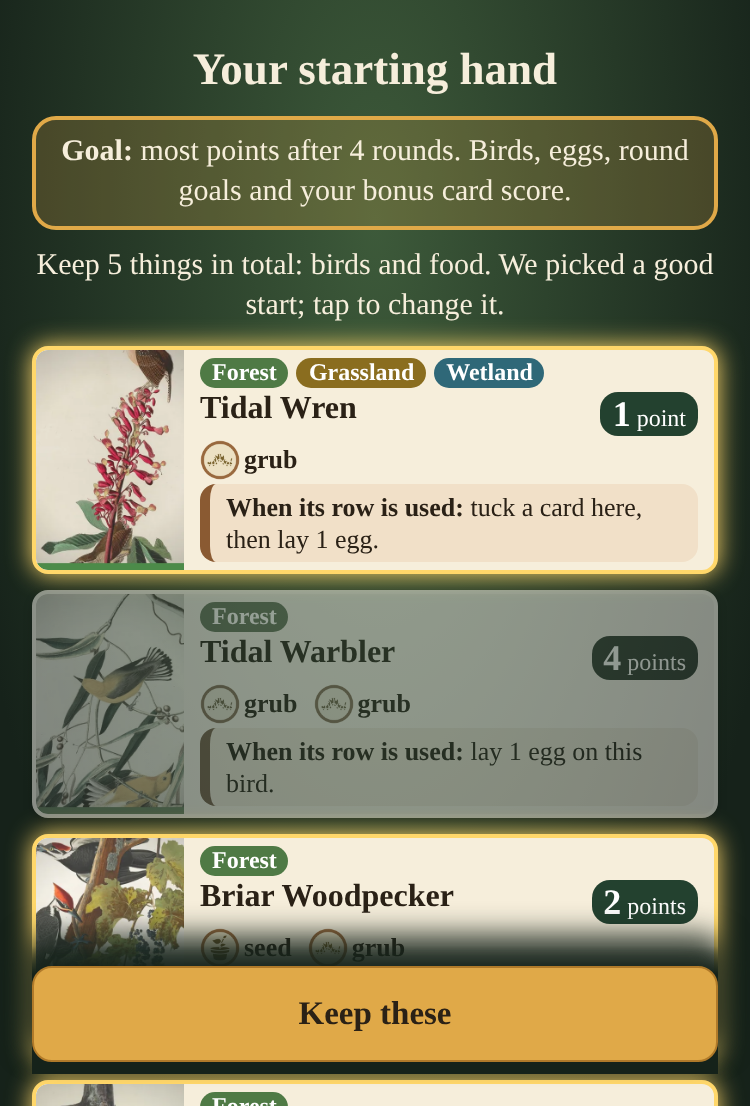 Your starting hand
Goal: most points after 4 rounds. Birds, eggs, round
goals and your bonus card score.
Keep 5 things in total: birds and food. We picked a good
start; tap to change it.
Forest Grassland Wetland
Tidal Wren
1 point
grub
When its row is used: tuck a card here,
then lay 1 egg.
Forest
Tidal Warbler
4 points
grub grub
When its row is used: lay 1 egg on this
bird.
Forest
Briar Woodpecker
2 points
seed grub
Keep these
Forest